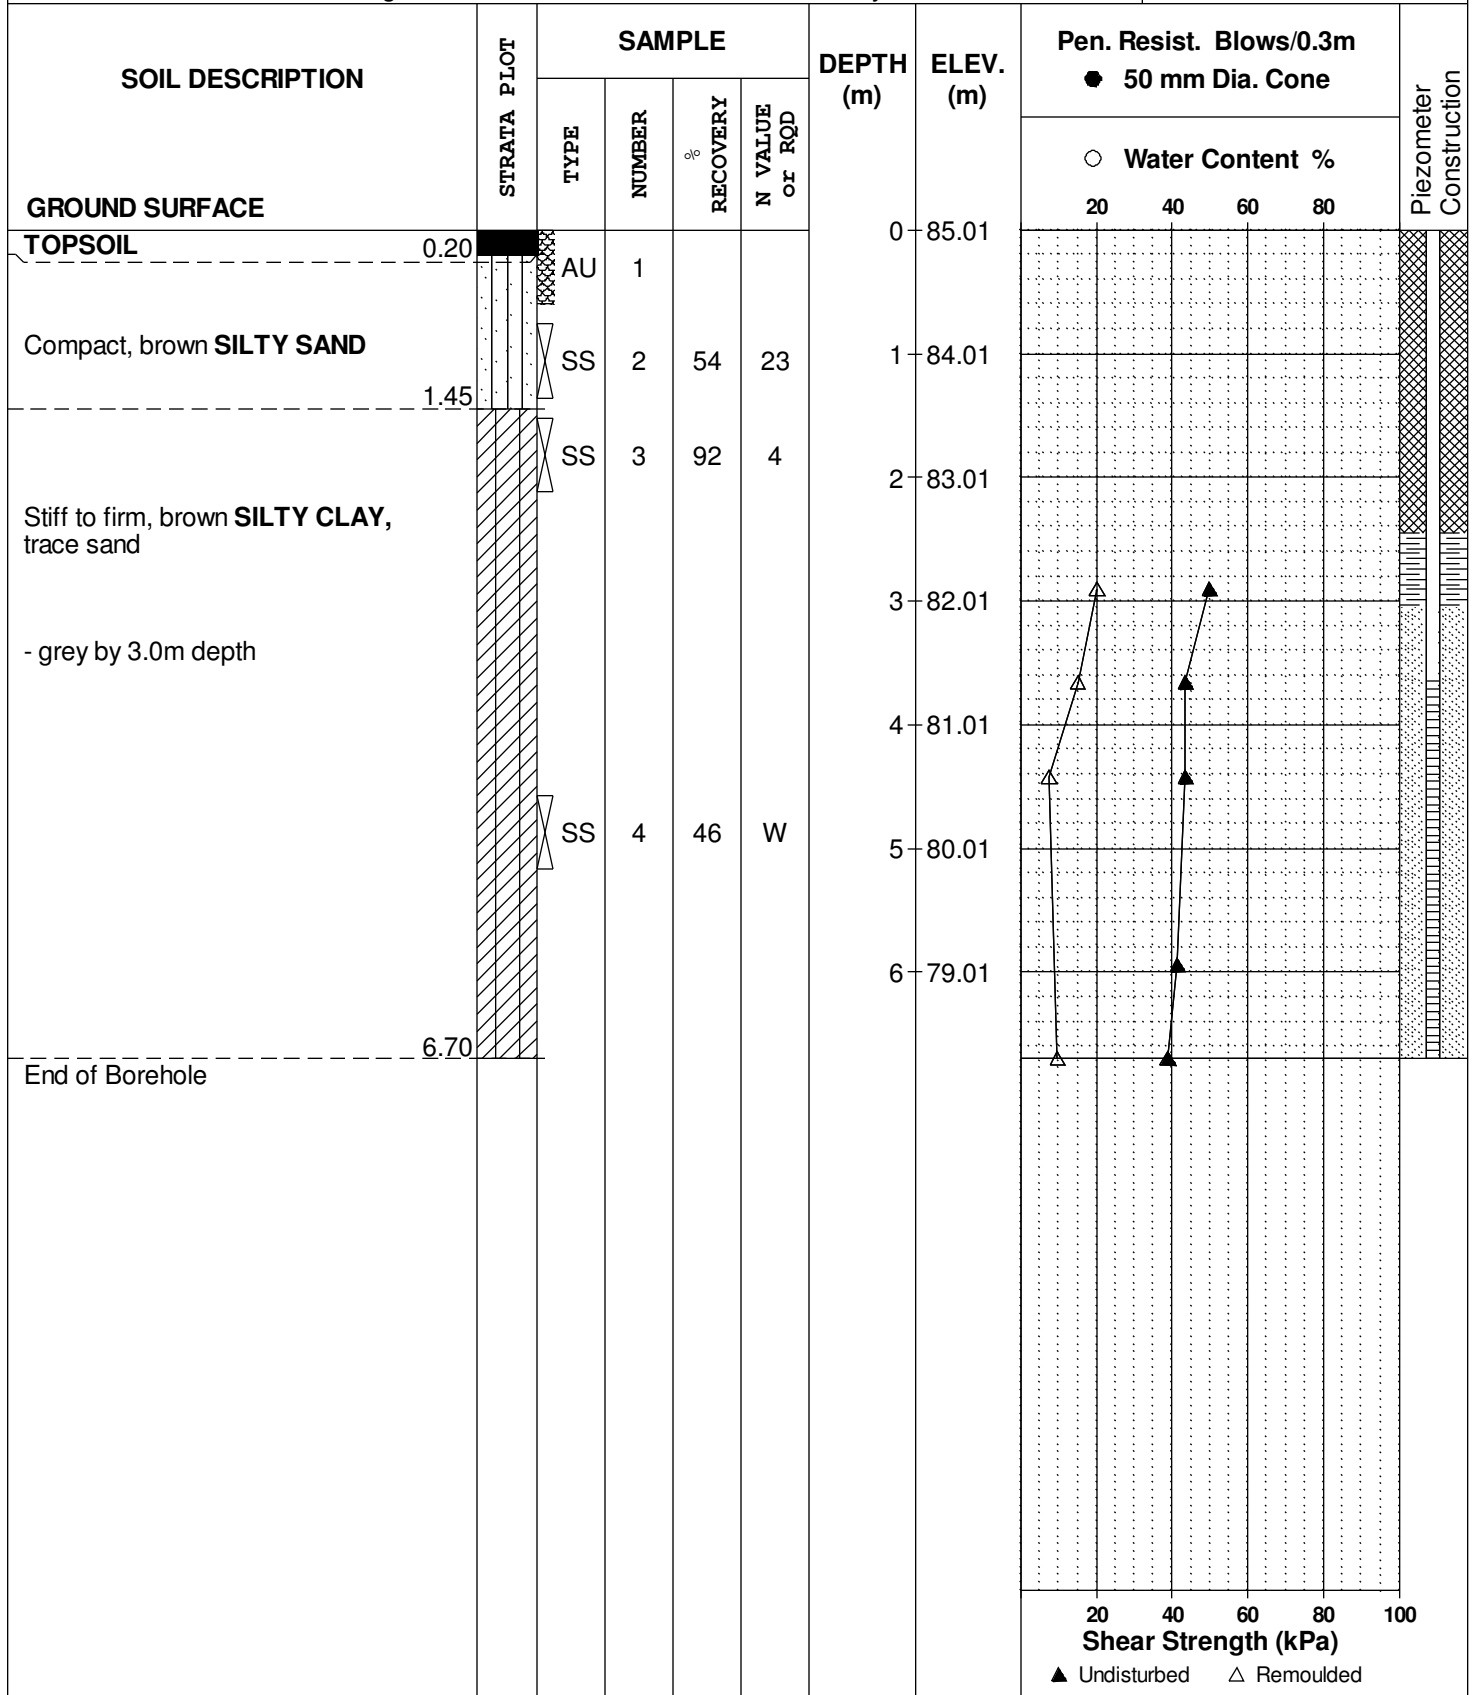 SOIL DESCRIPTION
STRATA PLOT
SAMPLE
TYPE
NUMBER
% RECOVERY
N VALUE or RQD
DEPTH (m)
ELEV. (m)
Pen. Resist. Blows/0.3m
● 50 mm Dia. Cone
○ Water Content %
20 40 60 80
Piezometer Construction
GROUND SURFACE
0 85.01
TOPSOIL 0.20
AU 1
Compact, brown SILTY SAND
SS 2 54 23
1 84.01
1.45
SS 3 92 4
2 83.01
Stiff to firm, brown SILTY CLAY,
trace sand
3 82.01
- grey by 3.0m depth
4 81.01
SS 4 46 W
5 80.01
6 79.01
6.70
End of Borehole
20 40 60 80 100
Shear Strength (kPa)
▲ Undisturbed △ Remoulded